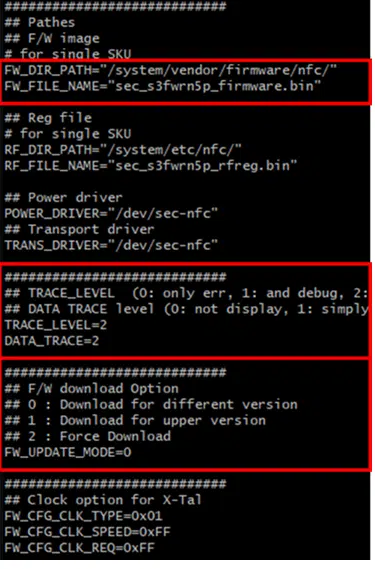 ############################
## Pathes
## F/W image
# for single SKU
FW_DIR_PATH="/system/vendor/firmware/nfc/"
FW_FILE_NAME="sec_s3fwrn5p_firmware.bin"
## Reg file
# for single SKU
RF_DIR_PATH="/system/etc/nfc/"
RF_FILE_NAME="sec_s3fwrn5p_rfreg.bin"
## Power driver
POWER_DRIVER="/dev/sec-nfc"
## Transport driver
TRANS_DRIVER="/dev/sec-nfc"
############################
## TRACE_LEVEL  (0: only err, 1: and debug, 2:
## DATA TRACE level (0: not display, 1: simply
TRACE_LEVEL=2
DATA_TRACE=2
############################
## F/W download Option
## 0 : Download for different version
## 1 : Download for upper version
## 2 : Force Download
FW_UPDATE_MODE=0
############################
## Clock option for X-Tal
FW_CFG_CLK_TYPE=0x01
FW_CFG_CLK_SPEED=0xFF
FW_CFG_CLK_REQ=0xFF